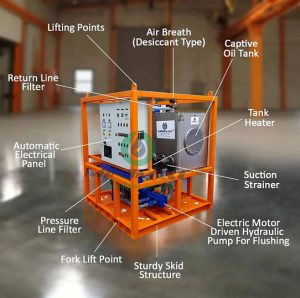 Lifting Points
Air Breath
(Desiccant Type)
Captive
Oil Tank
Return Line
Filter
Tank
Heater
Automatic
Electrical
Panel
Suction
Strainer
Pressure
Line Filter
Electric Motor
Driven Hydraulic
Pump For Flushing
Fork Lift Point
Sturdy Skid
Structure